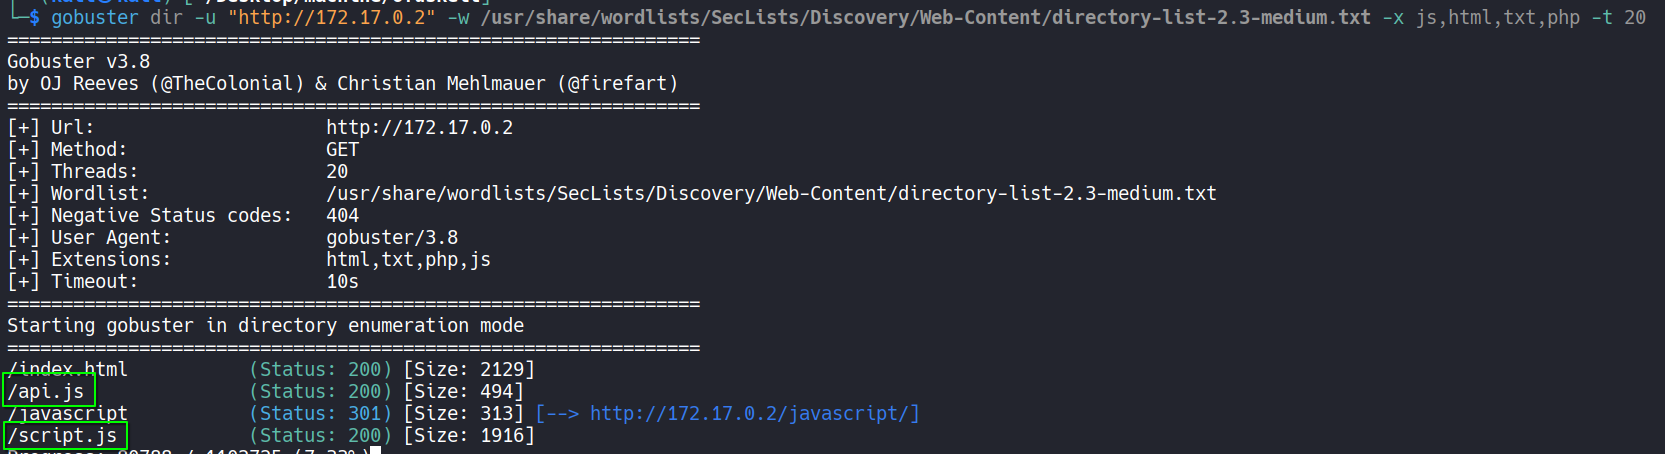 └─$ gobuster dir -u "http://172.17.0.2" -w /usr/share/wordlists/SecLists/Discovery/Web-Content/directory-list-2.3-medium.txt -x js,html,txt,php -t 20
===============================================================
Gobuster v3.8
by OJ Reeves (@TheColonial) & Christian Mehlmauer (@firefart)
===============================================================
[+] Url:                     http://172.17.0.2
[+] Method:                  GET
[+] Threads:                 20
[+] Wordlist:                /usr/share/wordlists/SecLists/Discovery/Web-Content/directory-list-2.3-medium.txt
[+] Negative Status codes:   404
[+] User Agent:              gobuster/3.8
[+] Extensions:              html,txt,php,js
[+] Timeout:                 10s
===============================================================
Starting gobuster in directory enumeration mode
===============================================================
/index.html           (Status: 200) [Size: 2129]
/api.js               (Status: 200) [Size: 494]
/javascript           (Status: 301) [Size: 313] [--> http://172.17.0.2/javascript/]
/script.js            (Status: 200) [Size: 1916]